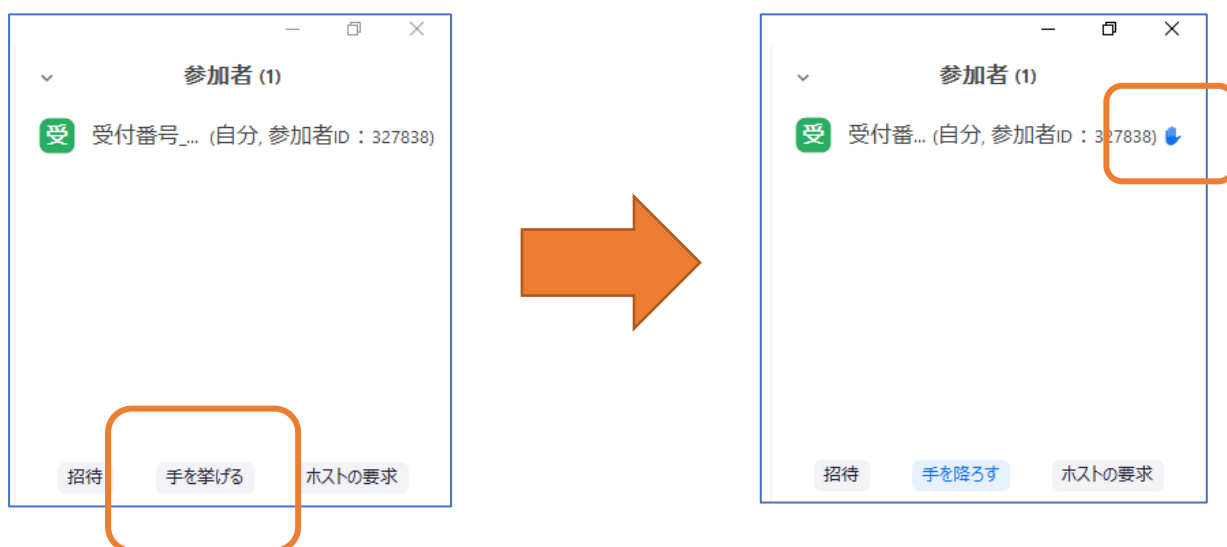 参加者 (1)
受 受付番号_... (自分, 参加者ID：327838)
招待 手を挙げる ホストの要求
参加者 (1)
受 受付番... (自分, 参加者ID：327838)
招待 手を降ろす ホストの要求